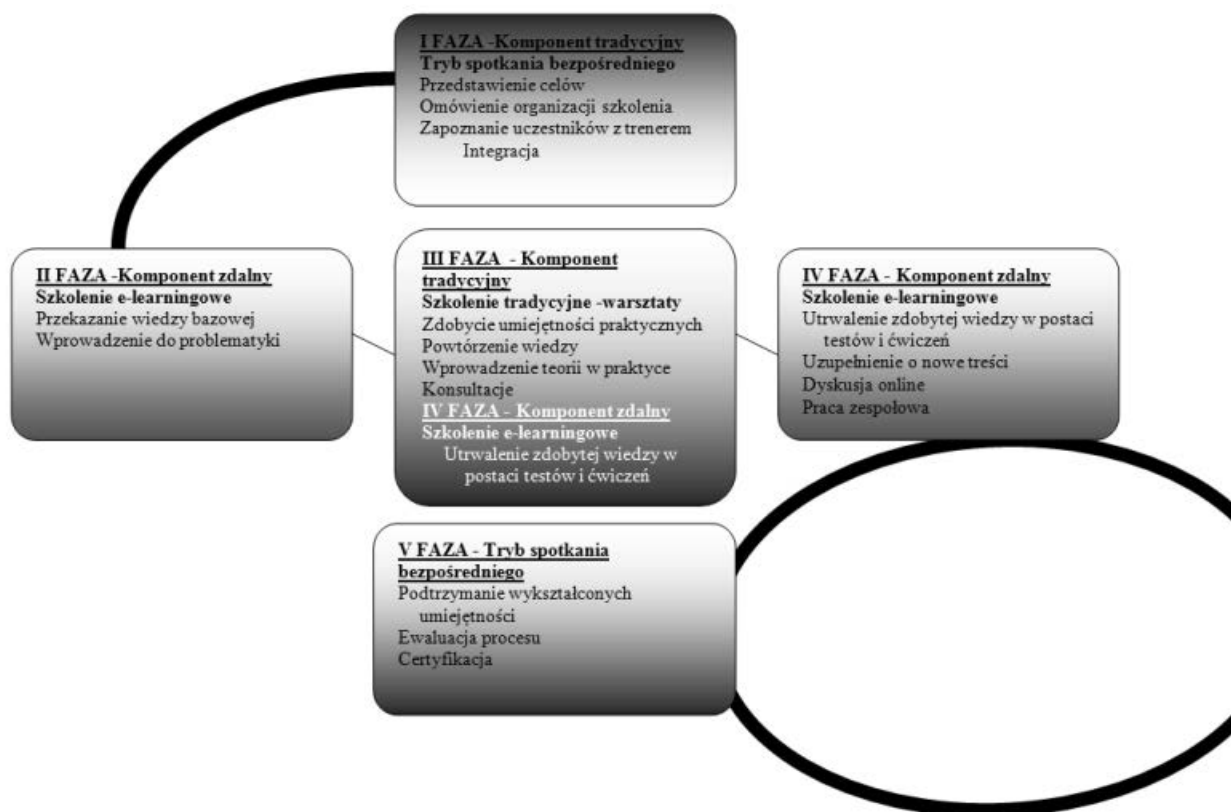 I FAZA -Komponent tradycyjny
Tryb spotkania bezpośredniego
Przedstawienie celów
Omówienie organizacji szkolenia
Zapoznanie uczestników z trenerem
Integracja
II FAZA -Komponent zdalny
Szkolenie e-learningowe
Przekazanie wiedzy bazowej
Wprowadzenie do problematyki
III FAZA - Komponent
tradycyjny
Szkolenie tradycyjne -warsztaty
Zdobycie umiejętności praktycznych
Powtórzenie wiedzy
Wprowadzenie teorii w praktyce
Konsultacje
IV FAZA - Komponent zdalny
Szkolenie e-learningowe
Utrwalenie zdobytej wiedzy w
postaci testów i ćwiczeń
IV FAZA - Komponent zdalny
Szkolenie e-learningowe
Utrwalenie zdobytej wiedzy w postaci
testów i ćwiczeń
Uzupełnienie o nowe treści
Dyskusja online
Praca zespołowa
V FAZA - Tryb spotkania
bezpośredniego
Podtrzymanie wykształconych
umiejętności
Ewaluacja procesu
Certyfikacja